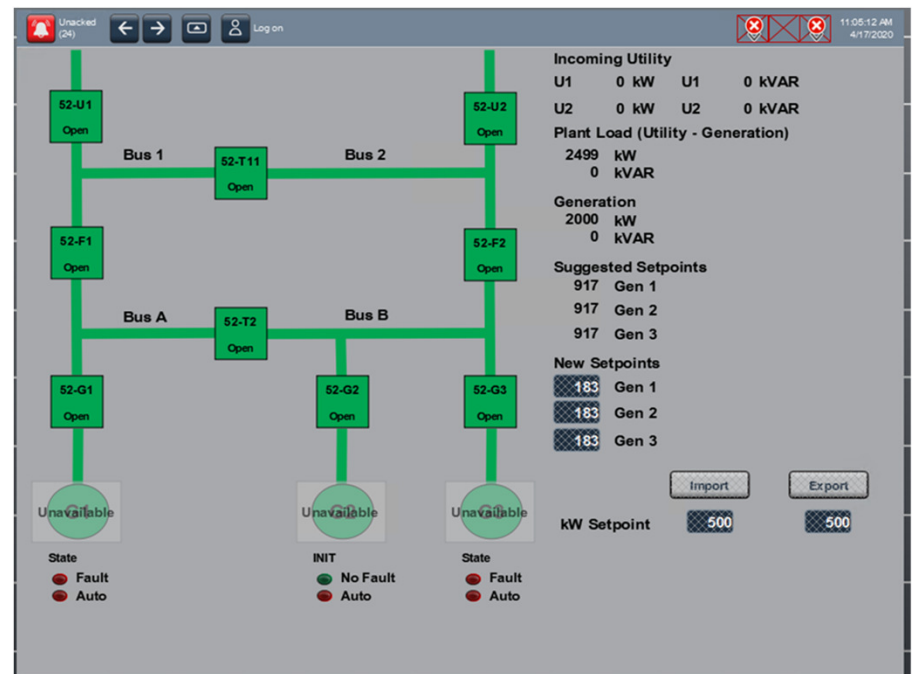 Unacked
(24)
Log on
11:05:12 AM
4/17/2020
52-U1
Open
52-U2
Open
Bus 1
52-T11
Open
Bus 2
52-F1
Open
52-F2
Open
Bus A
52-T2
Open
Bus B
52-G1
Open
52-G2
Open
52-G3
Open
Unavailable
Unavailable
Unavailable
State
Fault
Auto
INIT
No Fault
Auto
State
Fault
Auto
Incoming Utility
U1 0 kW U1 0 kVAR
U2 0 kW U2 0 kVAR
Plant Load (Utility - Generation)
2499 kW
0 kVAR
Generation
2000 kW
0 kVAR
Suggested Setpoints
917 Gen 1
917 Gen 2
917 Gen 3
New Setpoints
183 Gen 1
183 Gen 2
183 Gen 3
Import Export
kW Setpoint 500 500